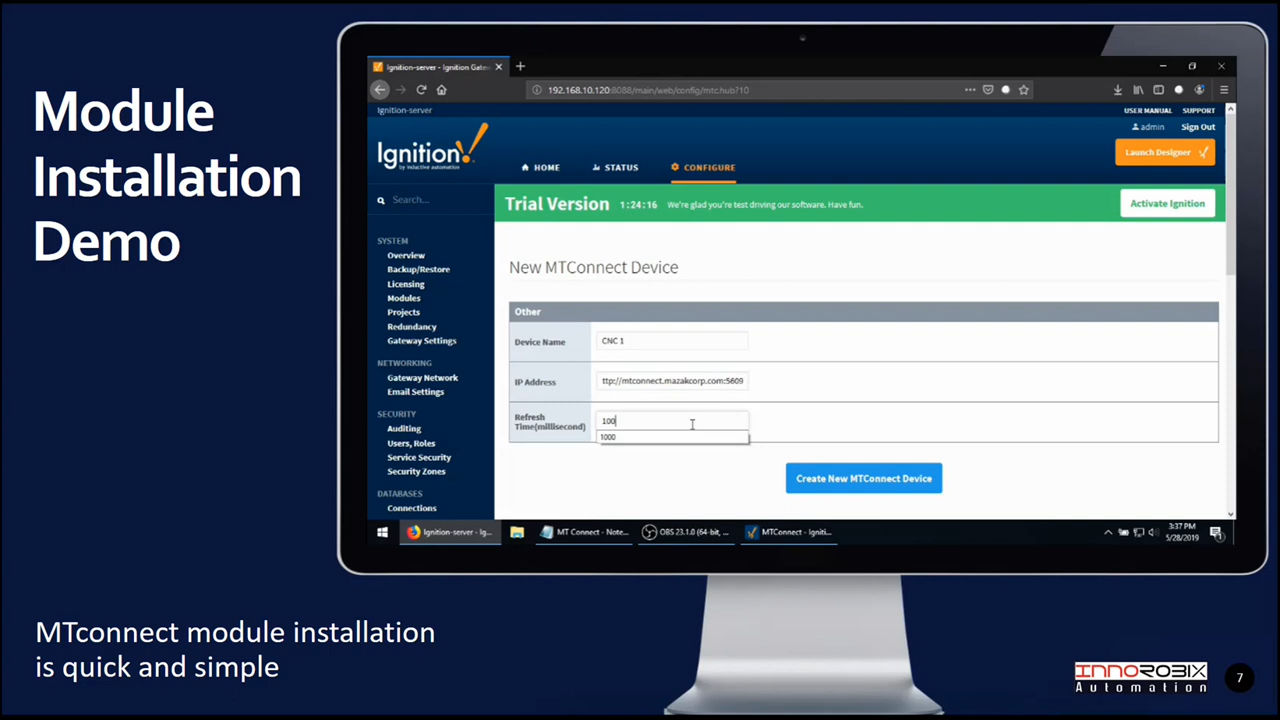 Module
Installation
Demo
MTconnect module installation
is quick and simple
Ignition-server - Ignition Gatew
192.168.10.120:8088/main/web/config/mtc.hub?10
Ignition-server
USER MANUAL SUPPORT
admin Sign Out
Ignition!
by inductive automation
HOME STATUS CONFIGURE
Launch Designer
Search...
Trial Version 1:24:16 We're glad you're test driving our software. Have fun.
Activate Ignition
SYSTEM
Overview
Backup/Restore
Licensing
Modules
Projects
Redundancy
Gateway Settings
NETWORKING
Gateway Network
Email Settings
SECURITY
Auditing
Users, Roles
Service Security
Security Zones
DATABASES
Connections
New MTConnect Device
Other
Device Name CNC 1
IP Address ttp://mtconnect.mazakcorp.com:5609
Refresh
Time(millisecond) 100
1000
Create New MTConnect Device
Ignition-server - Ig...
MT Connect - Note...
OBS 23.1.0 (64-bit, ...
MTConnect - Igniti...
3:37 PM
5/28/2019
INNOROBIX
Automation
7